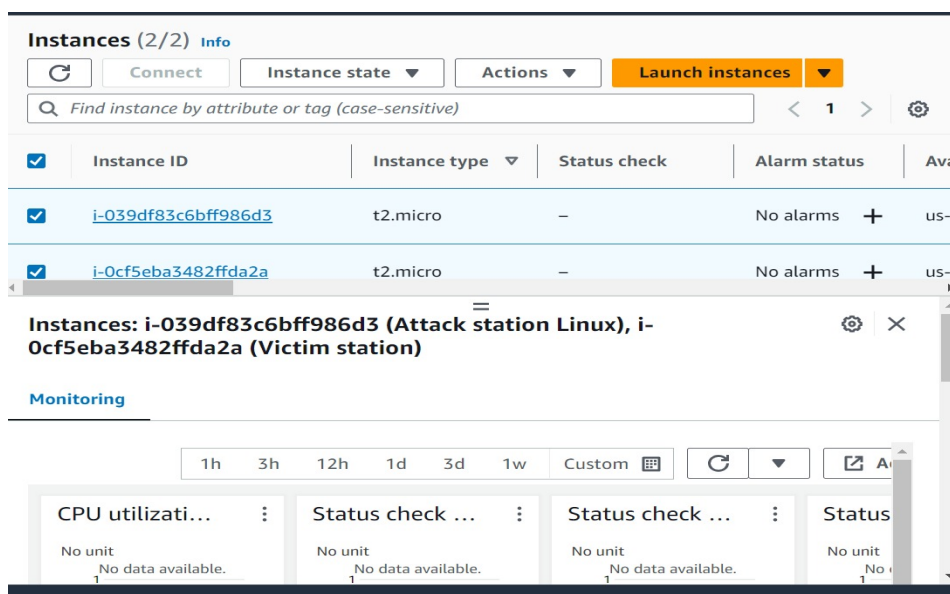 Instances (2/2) Info
Connect Instance state Actions Launch instances
Find instance by attribute or tag (case-sensitive) 1
Instance ID Instance type Status check Alarm status
i-039df83c6bff986d3 t2.micro – No alarms + us-
i-0cf5eba3482ffda2a t2.micro – No alarms + us-
Instances: i-039df83c6bff986d3 (Attack station Linux), i-
0cf5eba3482ffda2a (Victim station)
Monitoring
1h 3h 12h 1d 3d 1w Custom
CPU utilizati... Status check ... Status check ... Status
No unit No unit No unit No unit
No data available. No data available. No data available. No
1 1 1 1